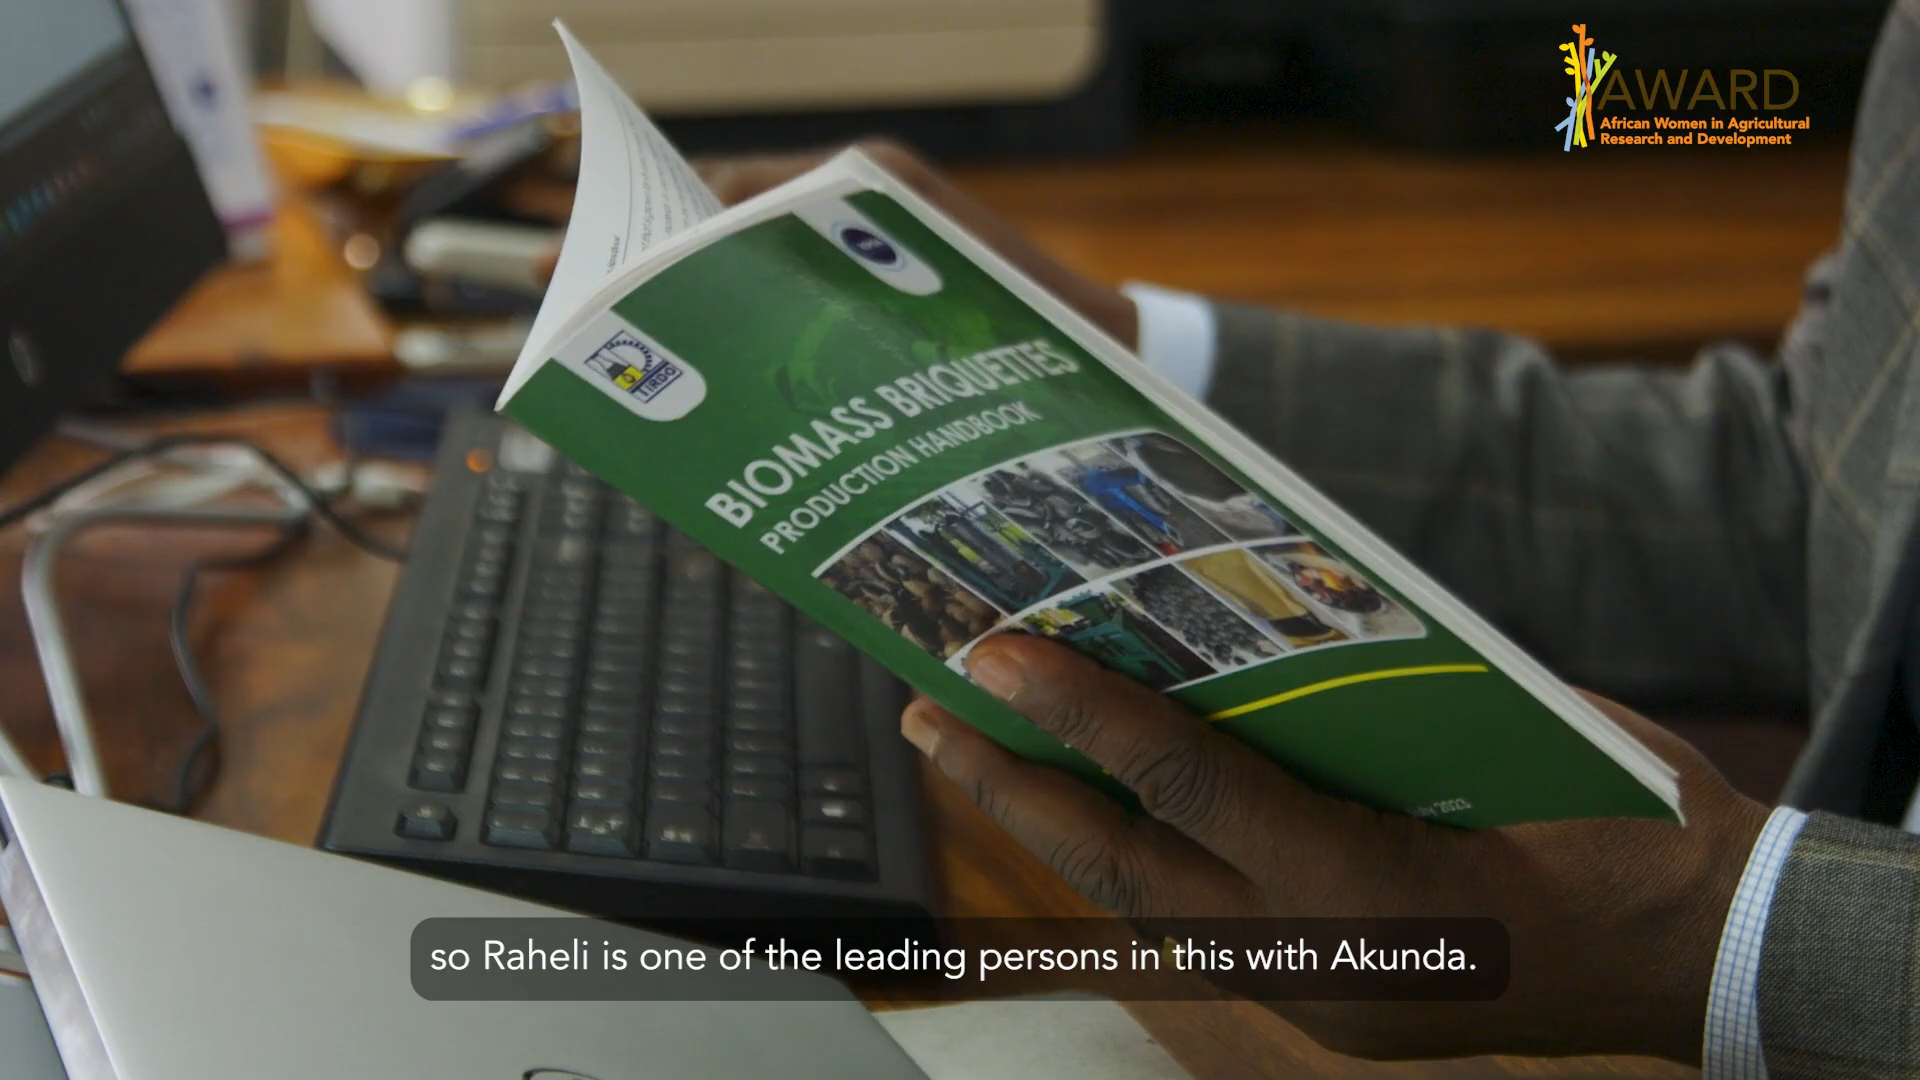 AWARD
African Women in Agricultural
Research and Development
TIRDO
BIOMASS BRIQUETTES
PRODUCTION HANDBOOK
2023
so Raheli is one of the leading persons in this with Akunda.